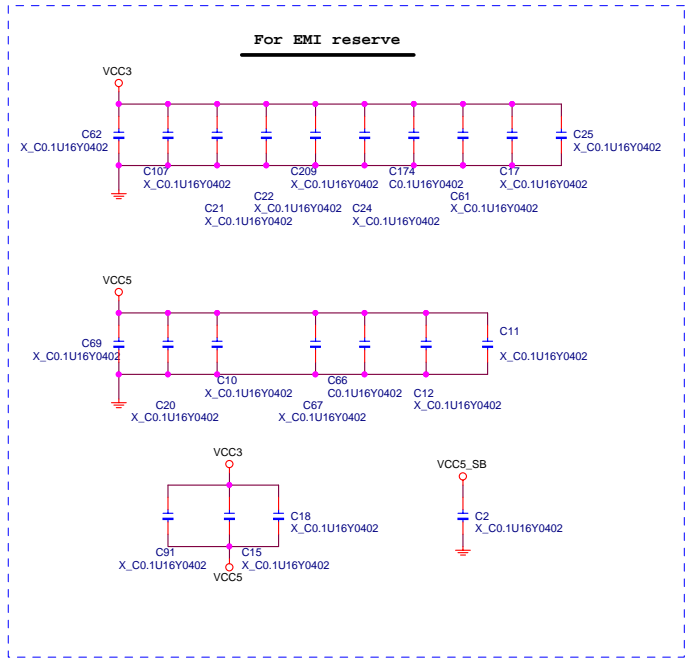 For EMI reserve
VCC3
C62
X_C0.1U16Y0402
C25
X_C0.1U16Y0402
C107
X_C0.1U16Y0402
C209
X_C0.1U16Y0402
C174
C0.1U16Y0402
C17
X_C0.1U16Y0402
C22
X_C0.1U16Y0402
C61
X_C0.1U16Y0402
C21
X_C0.1U16Y0402
C24
X_C0.1U16Y0402
VCC5
C69
X_C0.1U16Y0402
C11
X_C0.1U16Y0402
C10
X_C0.1U16Y0402
C66
C0.1U16Y0402
C12
X_C0.1U16Y0402
C20
X_C0.1U16Y0402
C67
X_C0.1U16Y0402
VCC3
VCC5_SB
C18
X_C0.1U16Y0402
C2
X_C0.1U16Y0402
C91
X_C0.1U16Y0402
C15
X_C0.1U16Y0402
VCC5